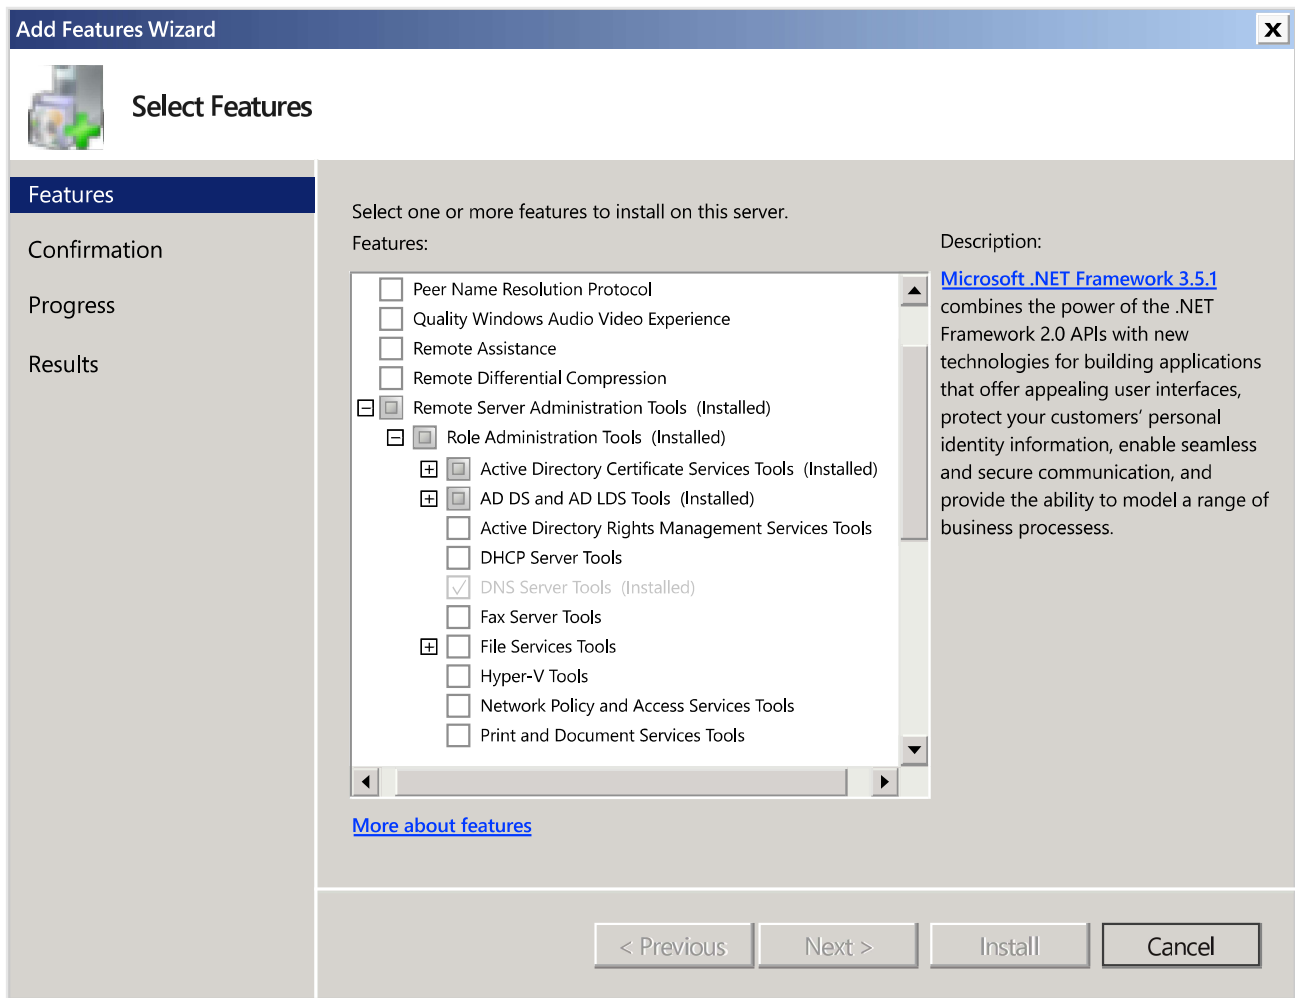 Add Features Wizard
Select Features
Features
Confirmation
Progress
Results
Select one or more features to install on this server.
Features:
Peer Name Resolution Protocol
Quality Windows Audio Video Experience
Remote Assistance
Remote Differential Compression
Remote Server Administration Tools (Installed)
Role Administration Tools (Installed)
Active Directory Certificate Services Tools (Installed)
AD DS and AD LDS Tools (Installed)
Active Directory Rights Management Services Tools
DHCP Server Tools
DNS Server Tools (Installed)
Fax Server Tools
File Services Tools
Hyper-V Tools
Network Policy and Access Services Tools
Print and Document Services Tools
More about features
Description:
Microsoft .NET Framework 3.5.1
combines the power of the .NET
Framework 2.0 APIs with new
technologies for building applications
that offer appealing user interfaces,
protect your customers' personal
identity information, enable seamless
and secure communication, and
provide the ability to model a range of
business processess.
< Previous
Next >
Install
Cancel